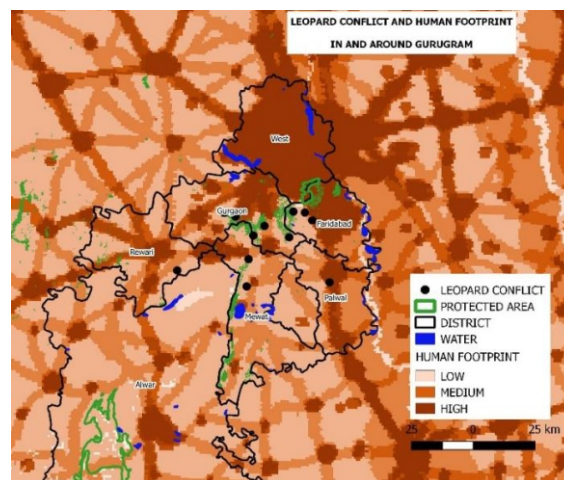 LEOPARD CONFLICT AND HUMAN FOOTPRINT
IN AND AROUND GURUGRAM
West
Gurgaon
Faridabad
Rewari
Palwal
Mewat
Alwar
LEOPARD CONFLICT
PROTECTED AREA
DISTRICT
WATER
HUMAN FOOTPRINT
LOW
MEDIUM
HIGH
25 0 25 km